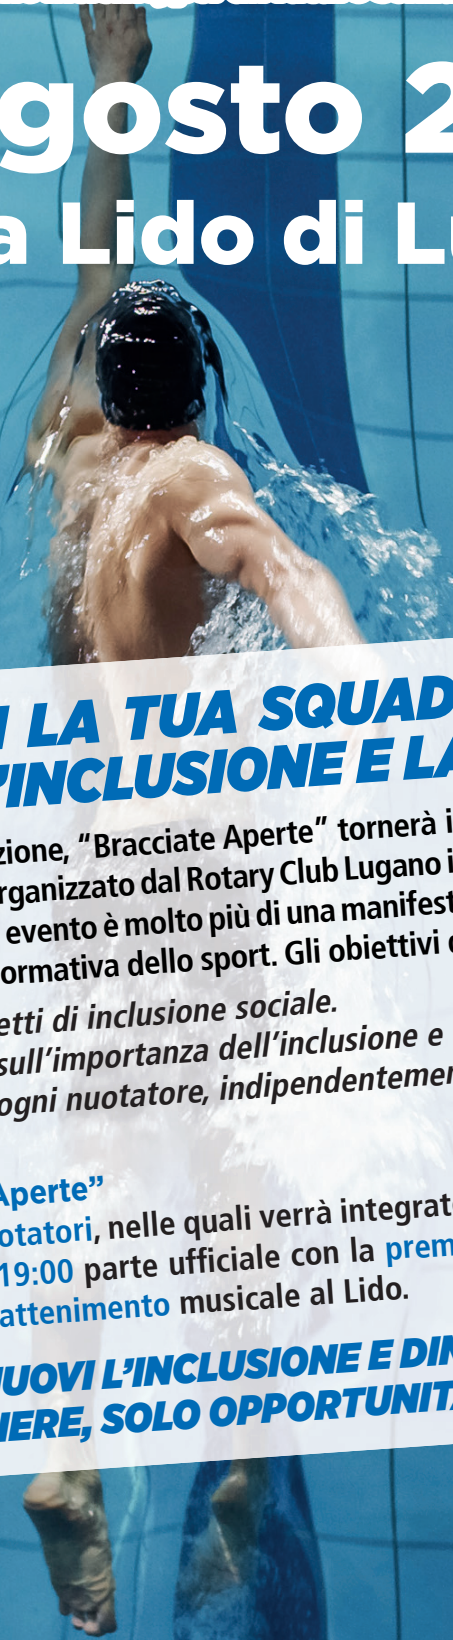 gosto 2
a Lido di Lu
I LA TUA SQUAD
'INCLUSIONE E LA
zione, “Bracciate Aperte” tornerà i
rganizzato dal Rotary Club Lugano i
evento è molto più di una manifest
ormativa dello sport. Gli obiettivi
etti di inclusione sociale.
sull’importanza dell’inclusione e
ogni nuotatore, indipendentemen
Aperte”
otatori, nelle quali verrà integrat
19:00 parte ufficiale con la prem
attenimento musicale al Lido.
UOVI L’INCLUSIONE E DIM
IERE, SOLO OPPORTUNITÀ